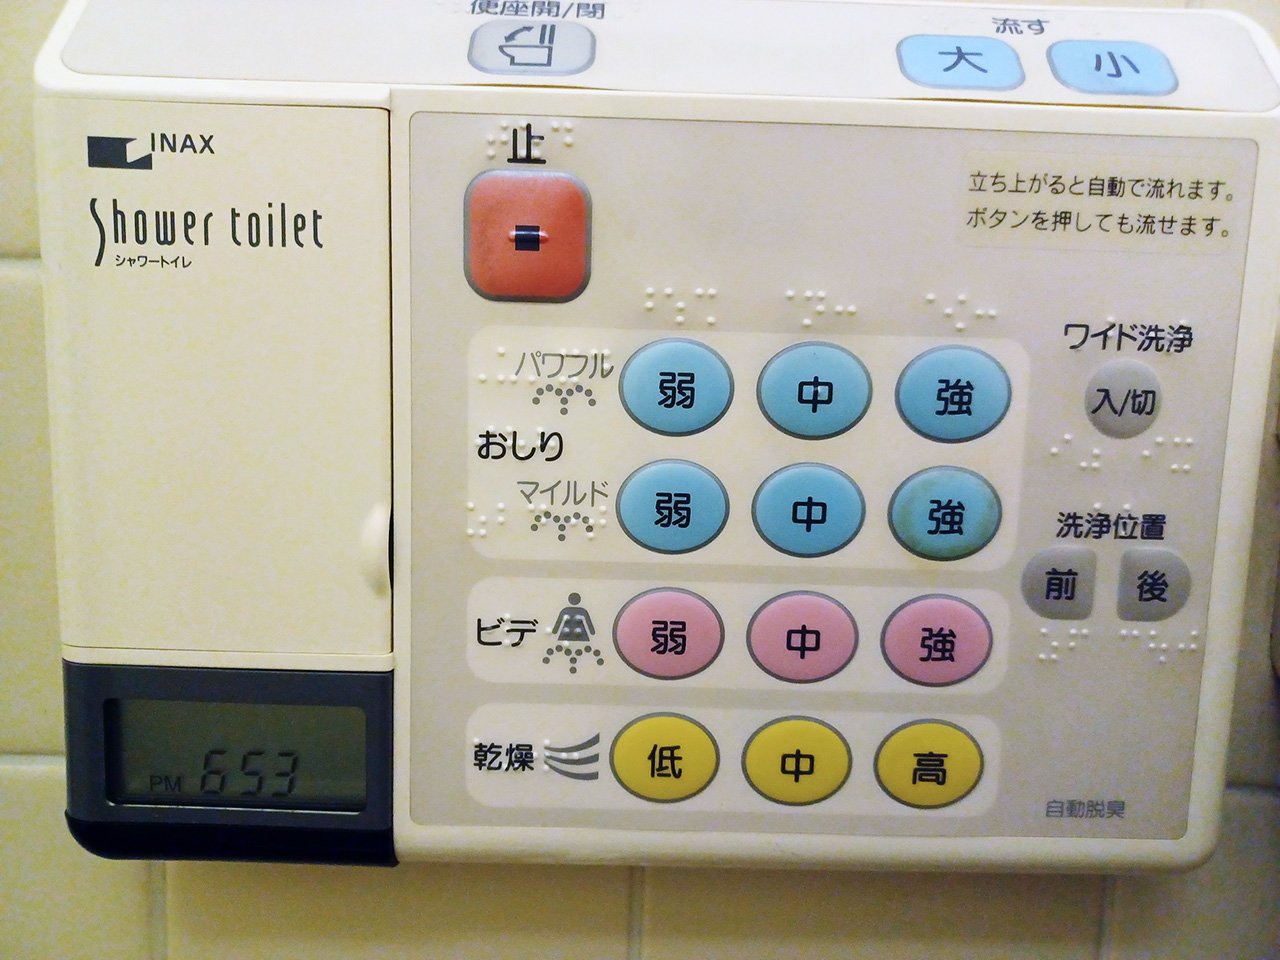 便座開/閉
流す
大 小
INAX
Shower toilet
シャワートイレ
止
立ち上がると自動で流れます。
ボタンを押しても流せます。
パワフル 弱 中 強
おしり
マイルド 弱 中 強
ワイド洗浄
入/切
洗浄位置
前 後
ビデ 弱 中 強
乾燥 低 中 高
PM 653
自動脱臭